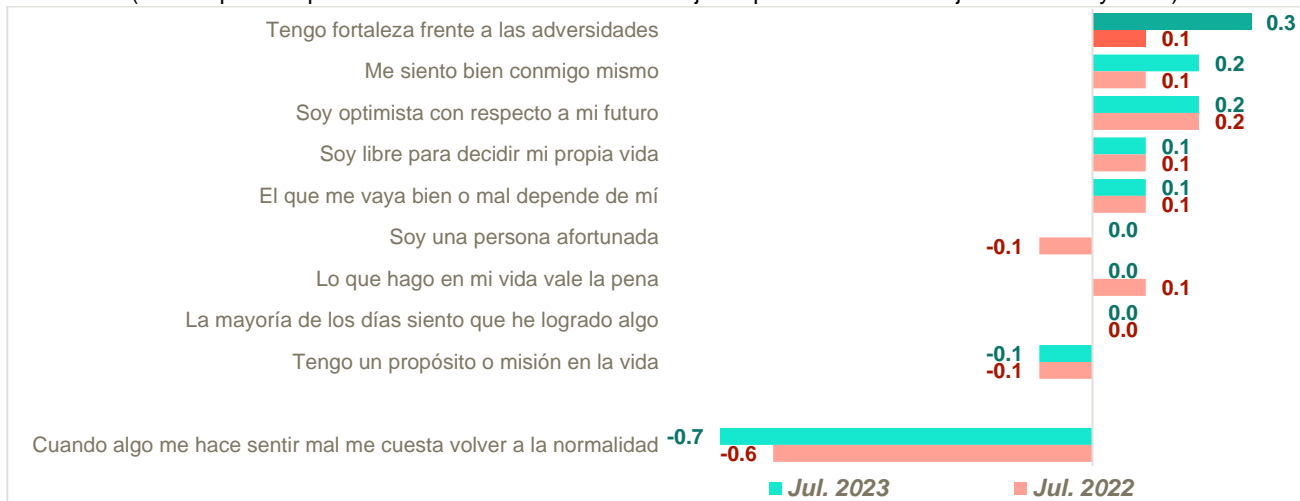 Tengo fortaleza frente a las adversidades 0.3
0.1
Me siento bien conmigo mismo 0.2
0.1
Soy optimista con respecto a mi futuro 0.2
0.2
Soy libre para decidir mi propia vida 0.1
0.1
El que me vaya bien o mal depende de mí 0.1
0.1
Soy una persona afortunada 0.0
-0.1
Lo que hago en mi vida vale la pena 0.0
0.1
La mayoría de los días siento que he logrado algo 0.0
0.0
Tengo un propósito o misión en la vida -0.1
-0.1
Cuando algo me hace sentir mal me cuesta volver a la normalidad -0.7
-0.6
Jul. 2023 Jul. 2022